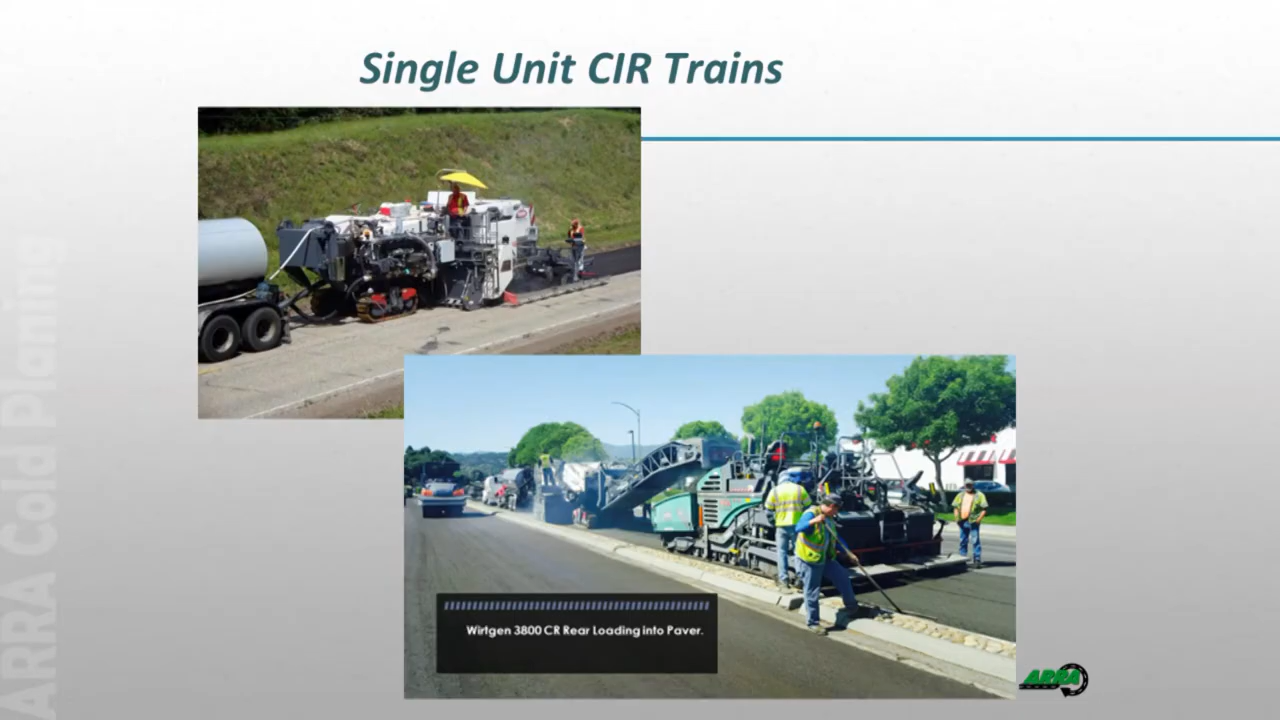 Single Unit CIR Trains
ARRA Cold Planing
Wirtgen 3800 CR Rear Loading into Paver.
ARRA